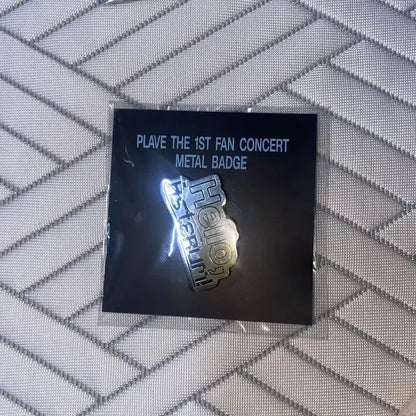 PLAVE THE 1ST FAN CONCERT
METAL BADGE
Hello,
Asterum!